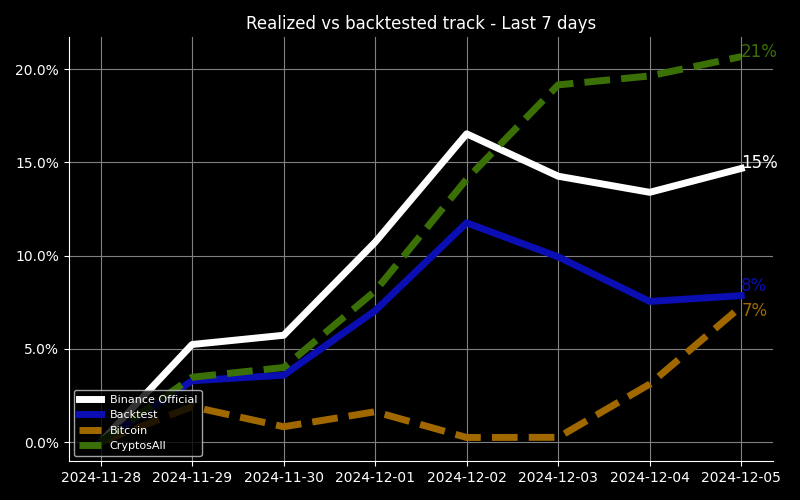 Realized vs backtested track - Last 7 days
20.0%
15.0%
10.0%
5.0%
0.0%
21%
15%
8%
7%
Binance Official
Backtest
Bitcoin
CryptosAll
2024-11-28 2024-11-29 2024-11-30 2024-12-01 2024-12-02 2024-12-03 2024-12-04 2024-12-05